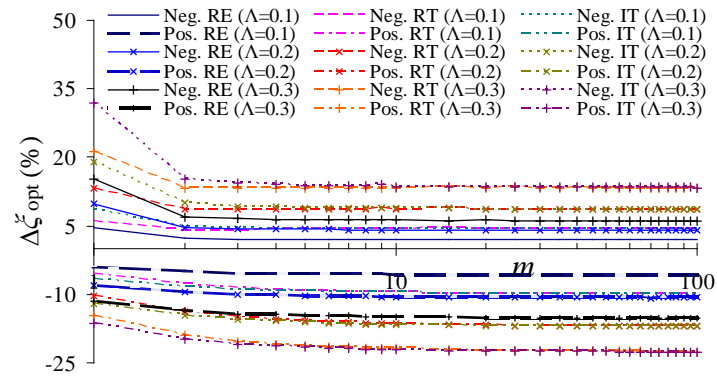 50
35
20
5
-10
-25
Δξ opt (%)
Neg. RE (Λ=0.1)
Pos. RE (Λ=0.1)
Neg. RE (Λ=0.2)
Pos. RE (Λ=0.2)
Neg. RE (Λ=0.3)
Pos. RE (Λ=0.3)
Neg. RT (Λ=0.1)
Pos. RT (Λ=0.1)
Neg. RT (Λ=0.2)
Pos. RT (Λ=0.2)
Neg. RT (Λ=0.3)
Pos. RT (Λ=0.3)
Neg. IT (Λ=0.1)
Pos. IT (Λ=0.1)
Neg. IT (Λ=0.2)
Pos. IT (Λ=0.2)
Neg. IT (Λ=0.3)
Pos. IT (Λ=0.3)
10
m
100